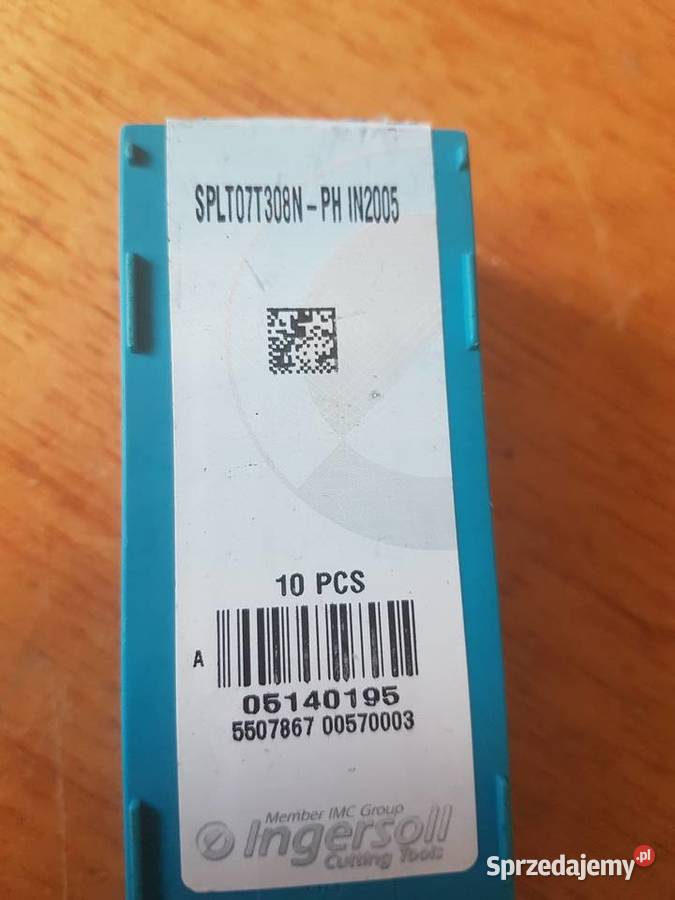 SPLT07T308N-PH IN2005
10 PCS
A
05140195
5507867 00570003
Member IMC Group
Ingersoll
Cutting Tools
Sprzedajemy.pl